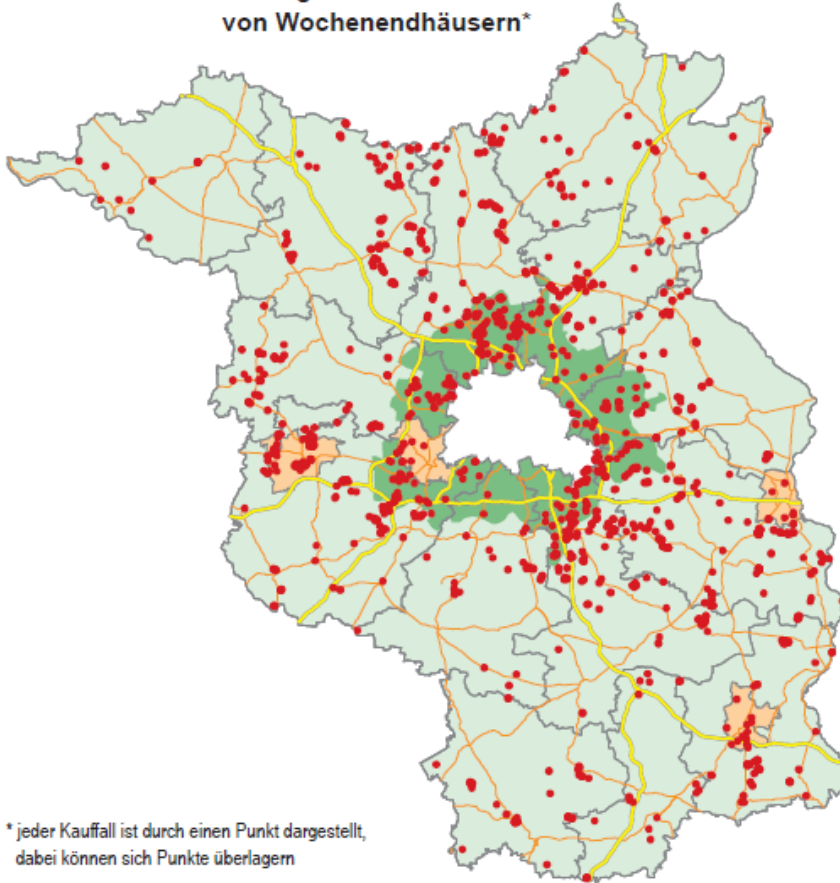 von Wochenendhäusern*
* jeder Kauffall ist durch einen Punkt dargestellt,
dabei können sich Punkte überlagern